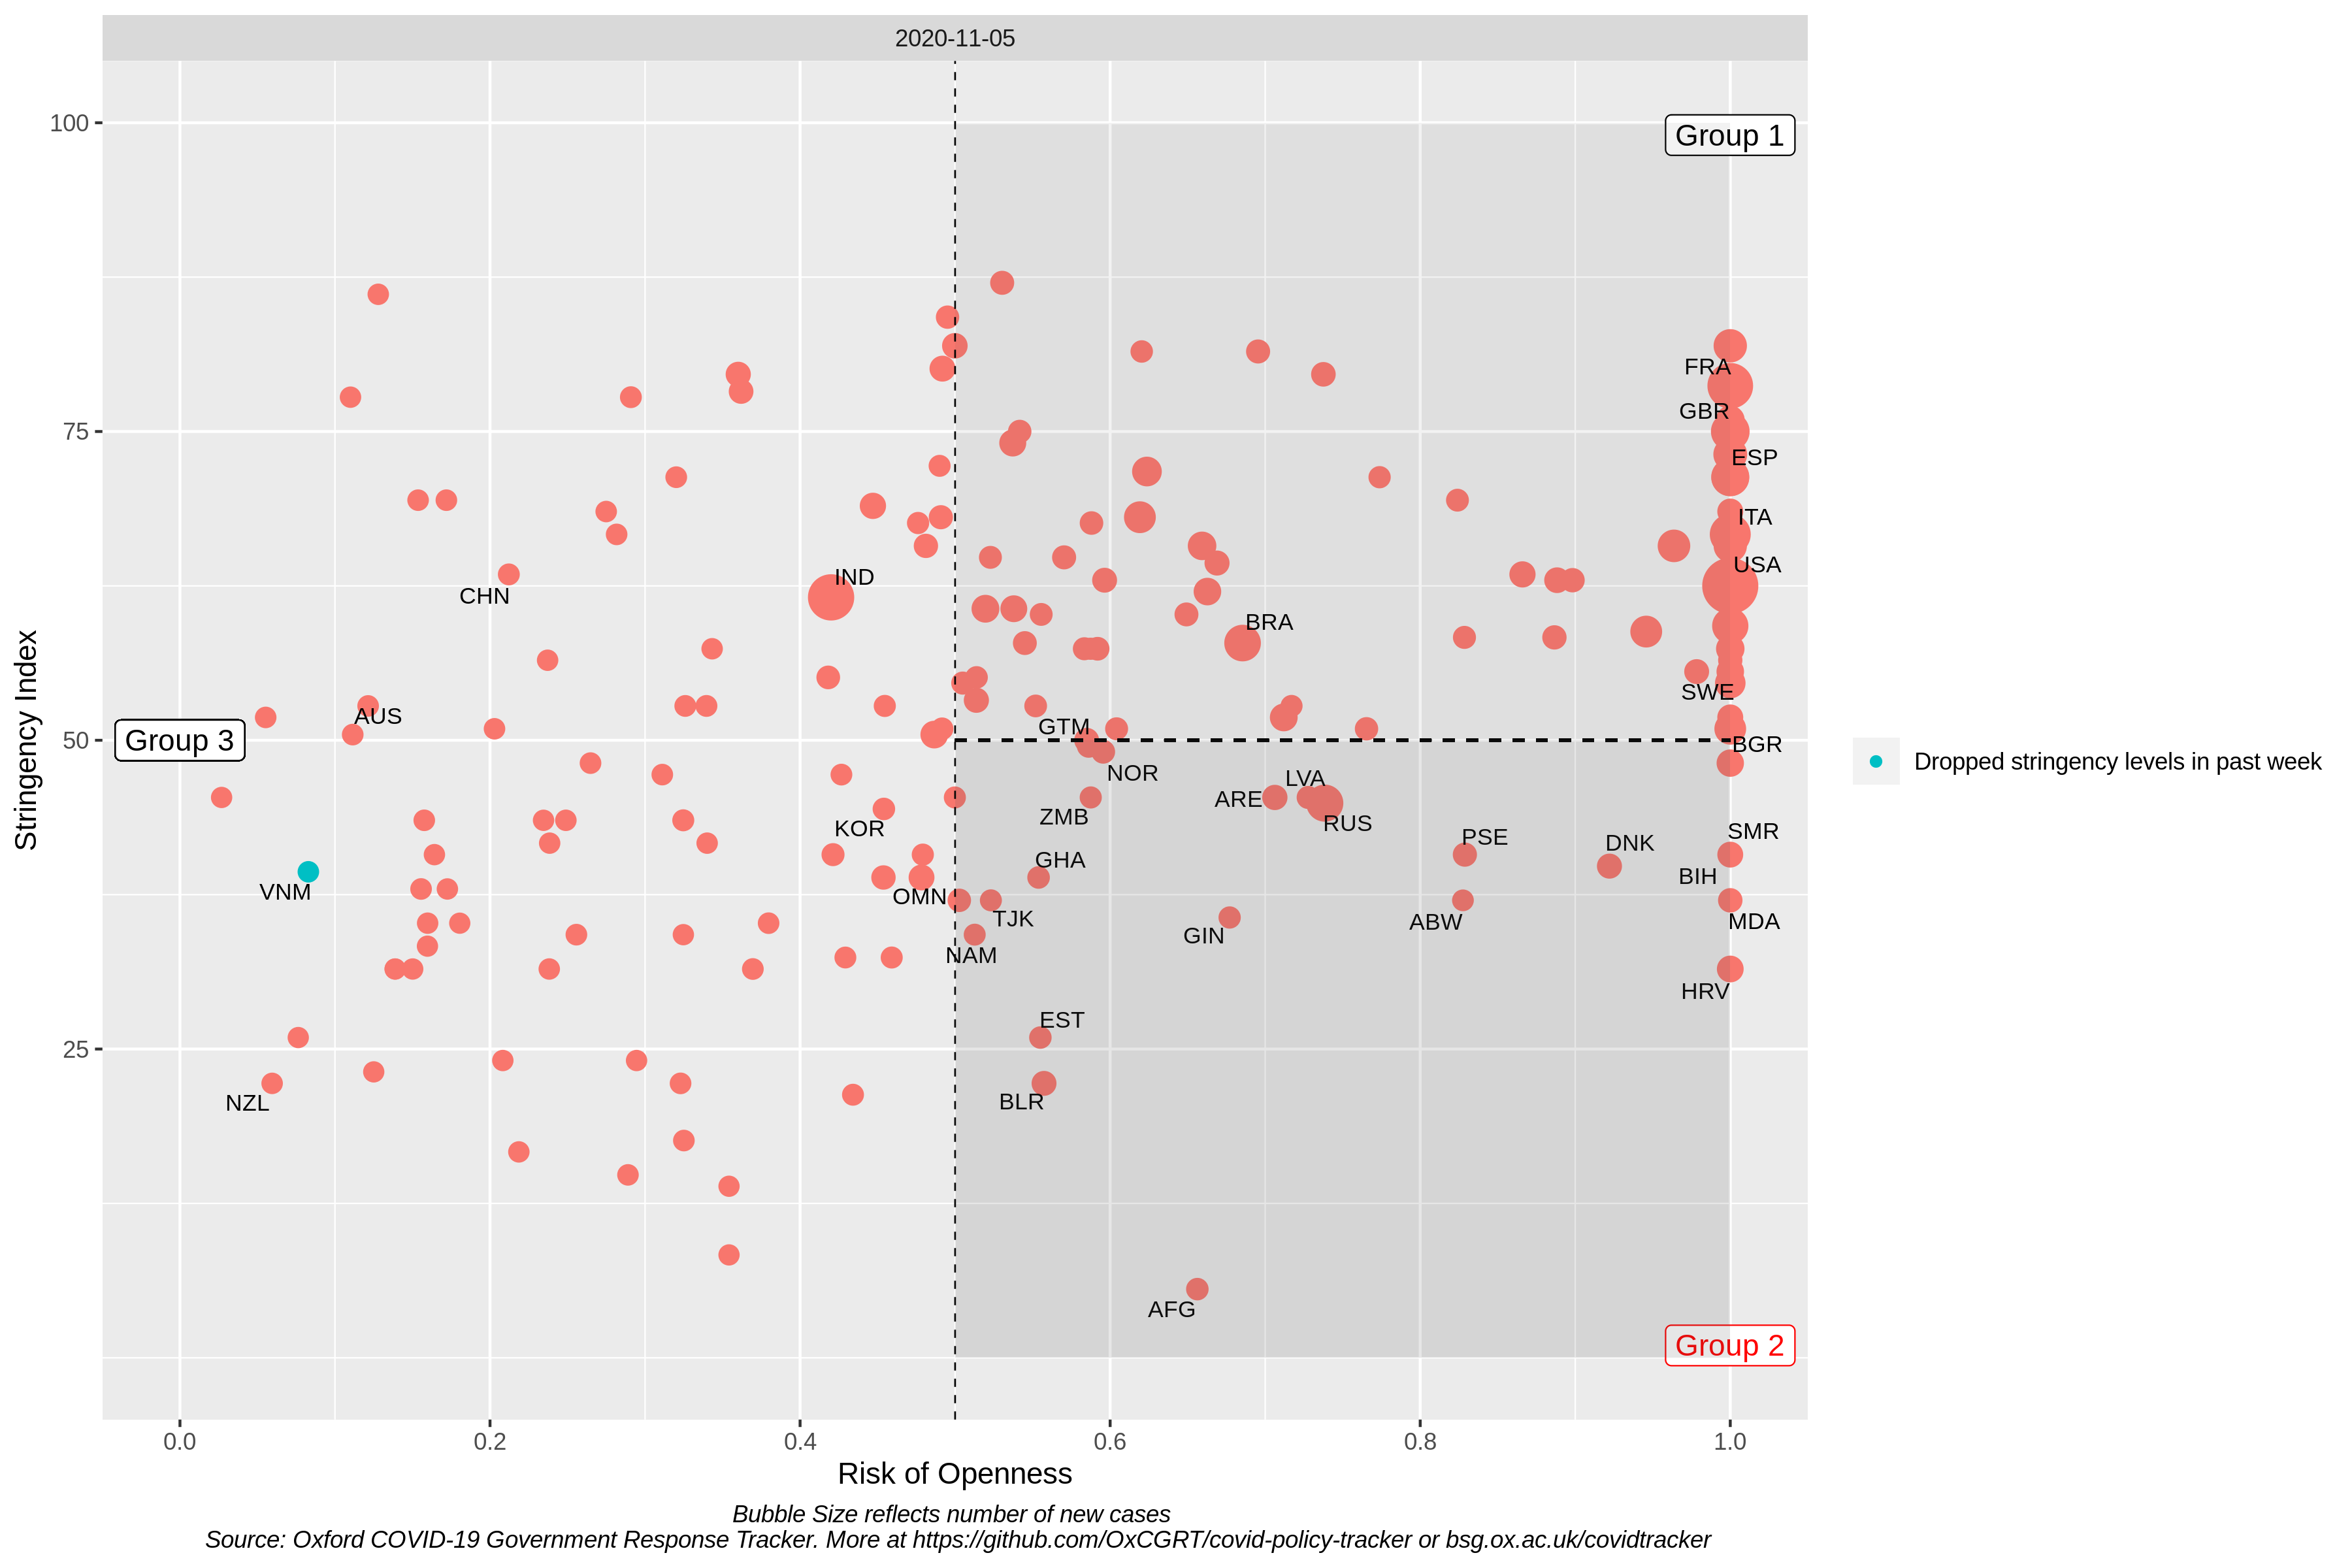 2020-11-05
100
Group 1
FRA
GBR
75
ESP
ITA
USA
IND
CHN
BRA
SWE
AUS
GTM
Group 3
50
BGR
NOR
LVA
ARE
ZMB
RUS
KOR
SMR
PSE
DNK
GHA
BIH
VNM
OMN
TJK
ABW
MDA
GIN
NAM
HRV
EST
25
NZL
BLR
AFG
Group 2
Stringency Index
Dropped stringency levels in past week
0.0 0.2 0.4 0.6 0.8 1.0
Risk of Openness
Bubble Size reflects number of new cases
Source: Oxford COVID-19 Government Response Tracker. More at https://github.com/OxCGRT/covid-policy-tracker or bsg.ox.ac.uk/covidtracker